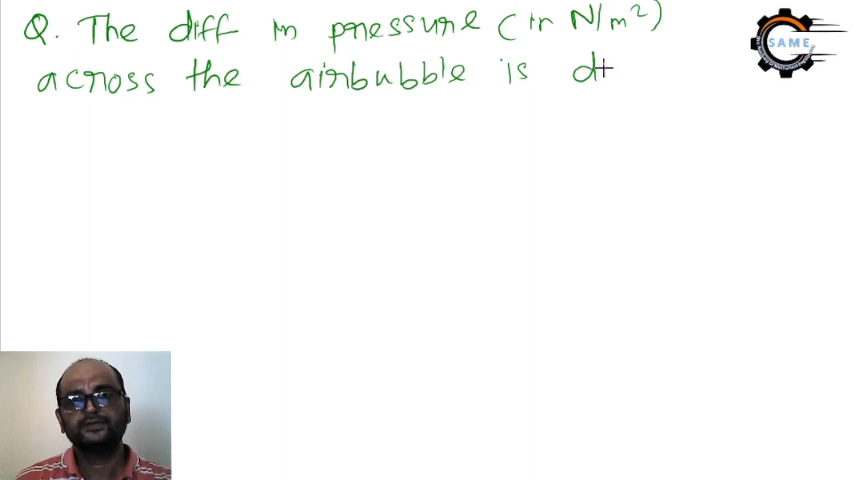 Q. The diff in pressure (in N/m²)
across the airbubble is d
SAME